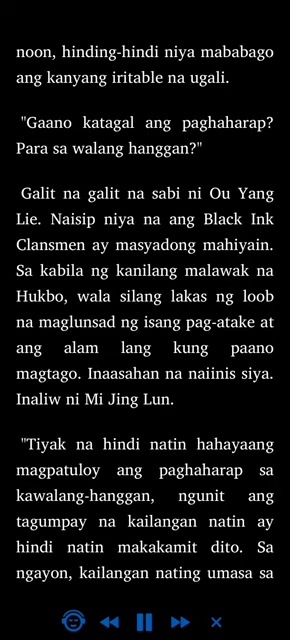 noon, hinding-hindi niya mababago
ang kanyang iritable na ugali.
"Gaano katagal ang paghaharap?
Para sa walang hanggan?"
Galit na galit na sabi ni Ou Yang
Lie. Naisip niya na ang Black Ink
Clansmen ay masyadong mahiyain.
Sa kabila ng kanilang malawak na
Hukbo, wala silang lakas ng loob
na maglunsad ng isang pag-atake at
ang alam lang kung paano
magtago. Inaasahan na naiinis siya.
Inaliw ni Mi Jing Lun.
"Tiyak na hindi natin hahayaang
magpatuloy ang paghaharap sa
kawalang-hanggan, ngunit ang
tagumpay na kailangan natin ay
hindi natin makakamit dito. Sa
ngayon, kailangan nating umasa sa